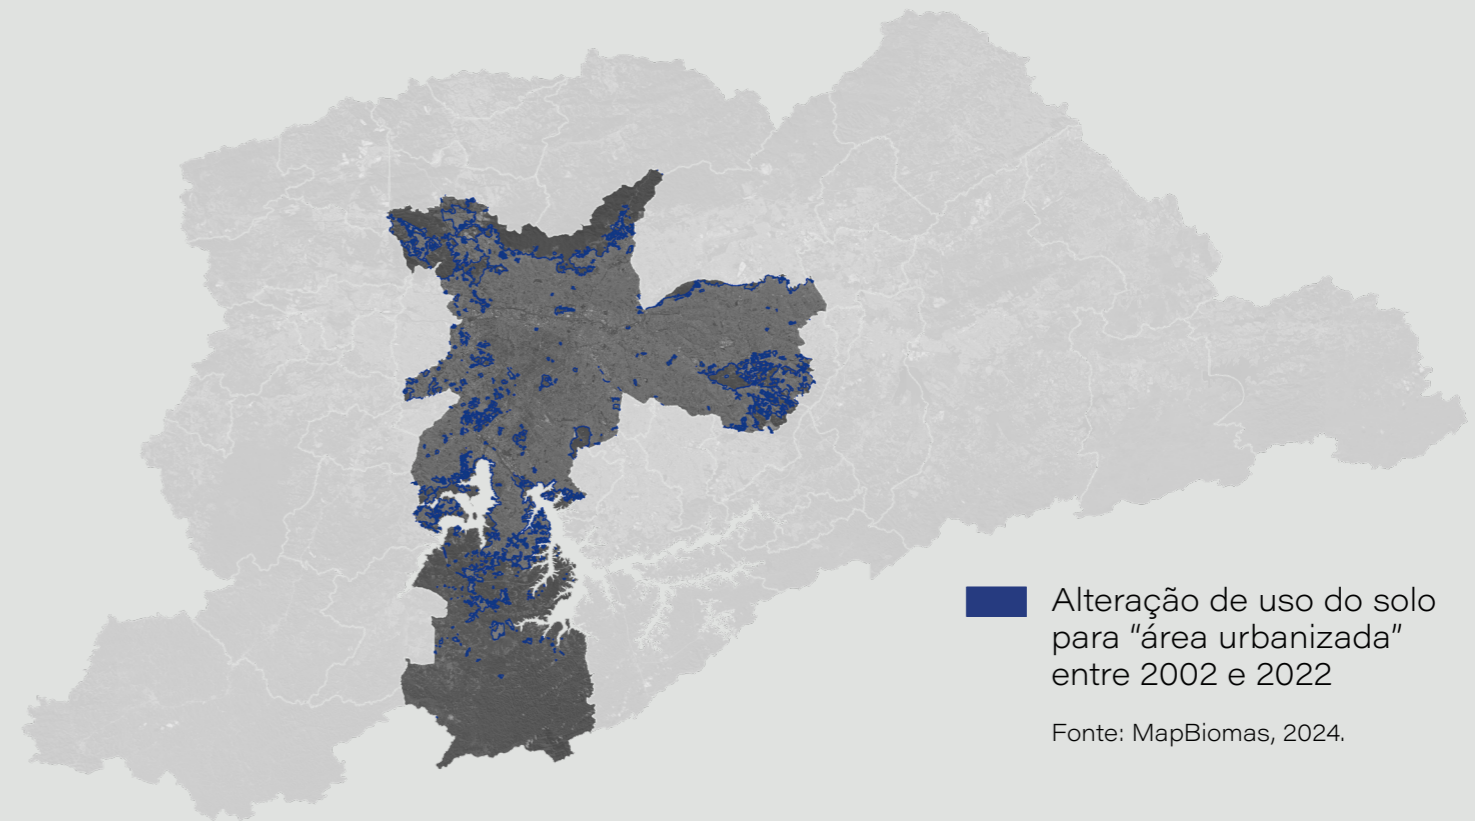 Alteração de uso do solo
para "área urbanizada"
entre 2002 e 2022
Fonte: MapBiomas, 2024.